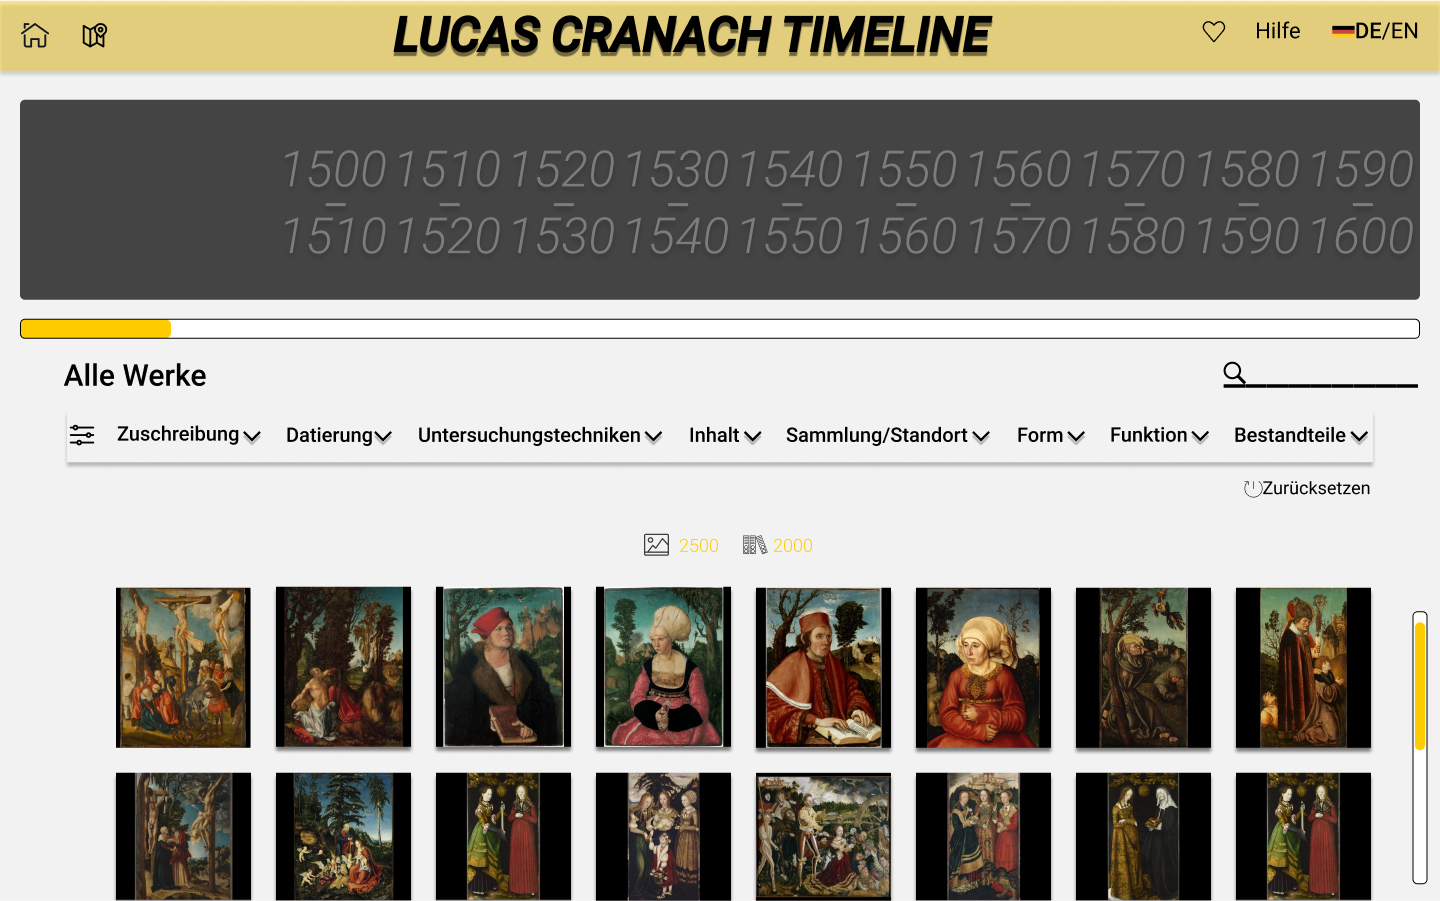 LUCAS CRANACH TIMELINE
Hilfe
DE/EN
1500 1510 1520 1530 1540 1550 1560 1570 1580 1590
– – – – – – – – – –
1510 1520 1530 1540 1550 1560 1570 1580 1590 1600
Alle Werke
Zuschreibung Datierung Untersuchungstechniken Inhalt Sammlung/Standort Form Funktion Bestandteile
Zurücksetzen
2500 2000